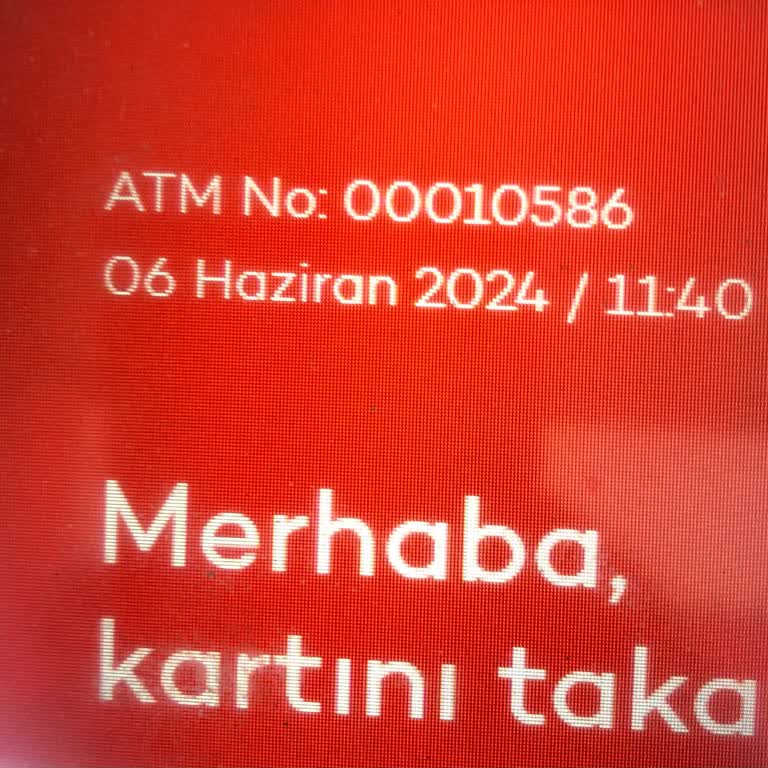 ATM No: 00010586
06 Haziran 2024 / 11:40
Merhaba,
kartını taka